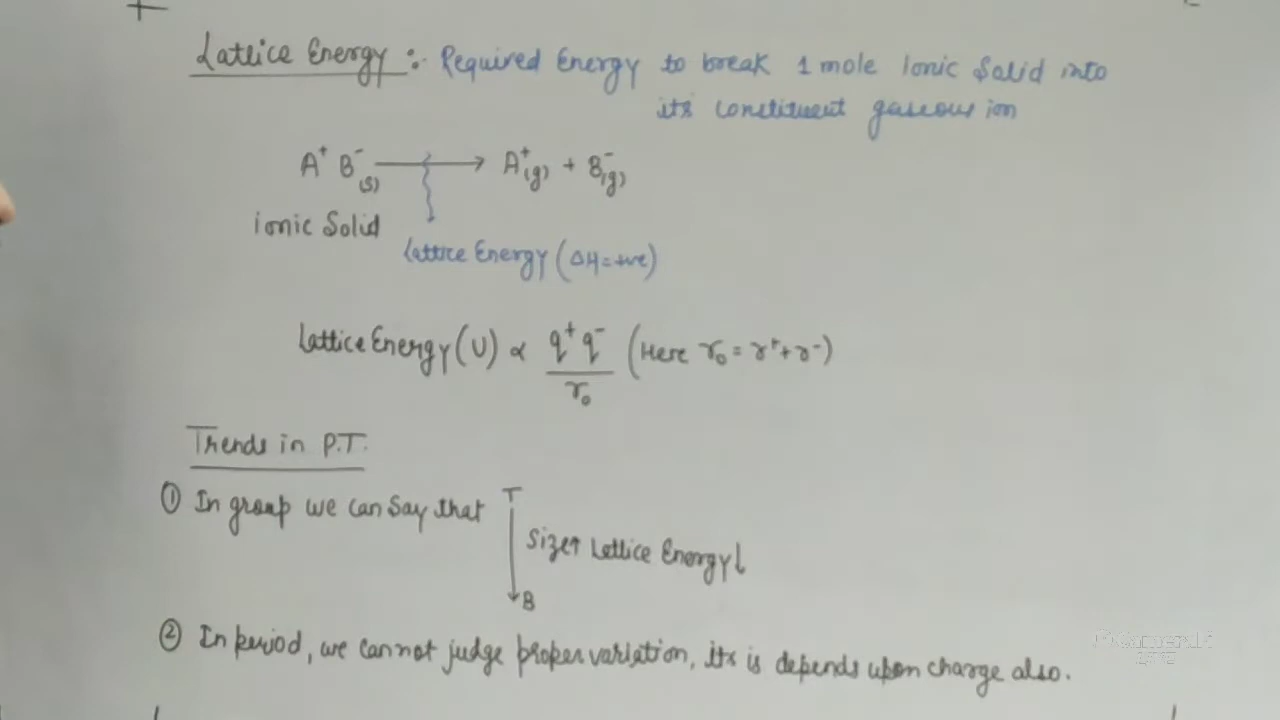 Lattice Energy :- Required Energy to break 1 mole Ionic Solid into
its constituent gaseous ion
A⁺ B⁻(s) ⟶ A⁺(g) + B⁻(g)
ionic Solid
Lattice Energy (ΔH=+ve)
Lattice Energy (U) ∝ q⁺q⁻/r₀ (Here r₀ = r⁺+r⁻)
Trends in P.T.
① In group we can say that
T
Size↑ Lettice Energy↓
B
② In period, we cannot judge proper variation, its is depends upon charge also.